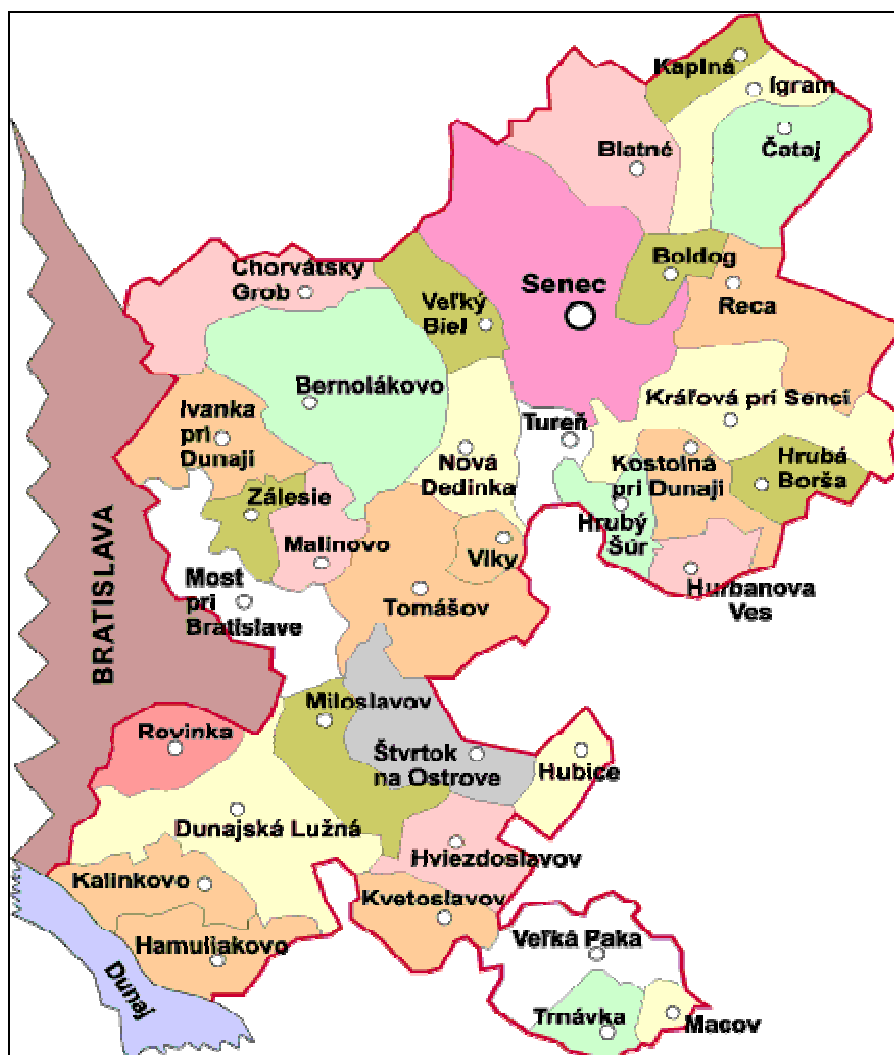 Kaplná
Igram
Blatné
Čataj
Chorvátsky
Grob
Boldog
Senec
Veľký
Biel
Reca
Bernolákovo
Kráľová pri Senci
Ivanka
pri
Dunaji
Tureň
Nová
Dedinka
Kostolná
pri Dunaji
Hrubá
Borša
Zálesie
Malinovo
Hrubý
Šúr
Vlky
Most
pri
Bratislave
Tomášov
Hurbanova
Ves
BRATISLAVA
Miloslavov
Rovinka
Štvrtok
na Ostrove
Hubice
Dunajská Lužná
Hviezdoslavov
Kalinkovo
Kvetoslavov
Hamuliakovo
Veľká Paka
Dunaj
Trnávka
Macov